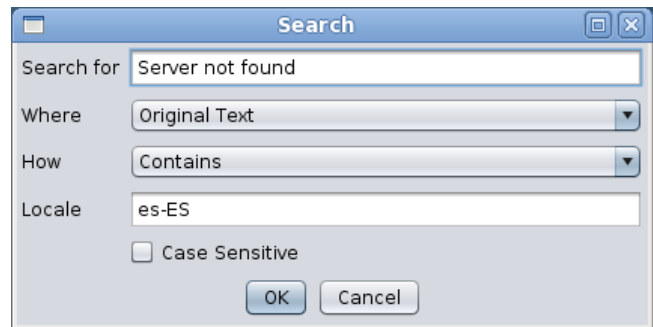 Search
Search for Server not found
Where Original Text
How Contains
Locale es-ES
Case Sensitive
OK Cancel